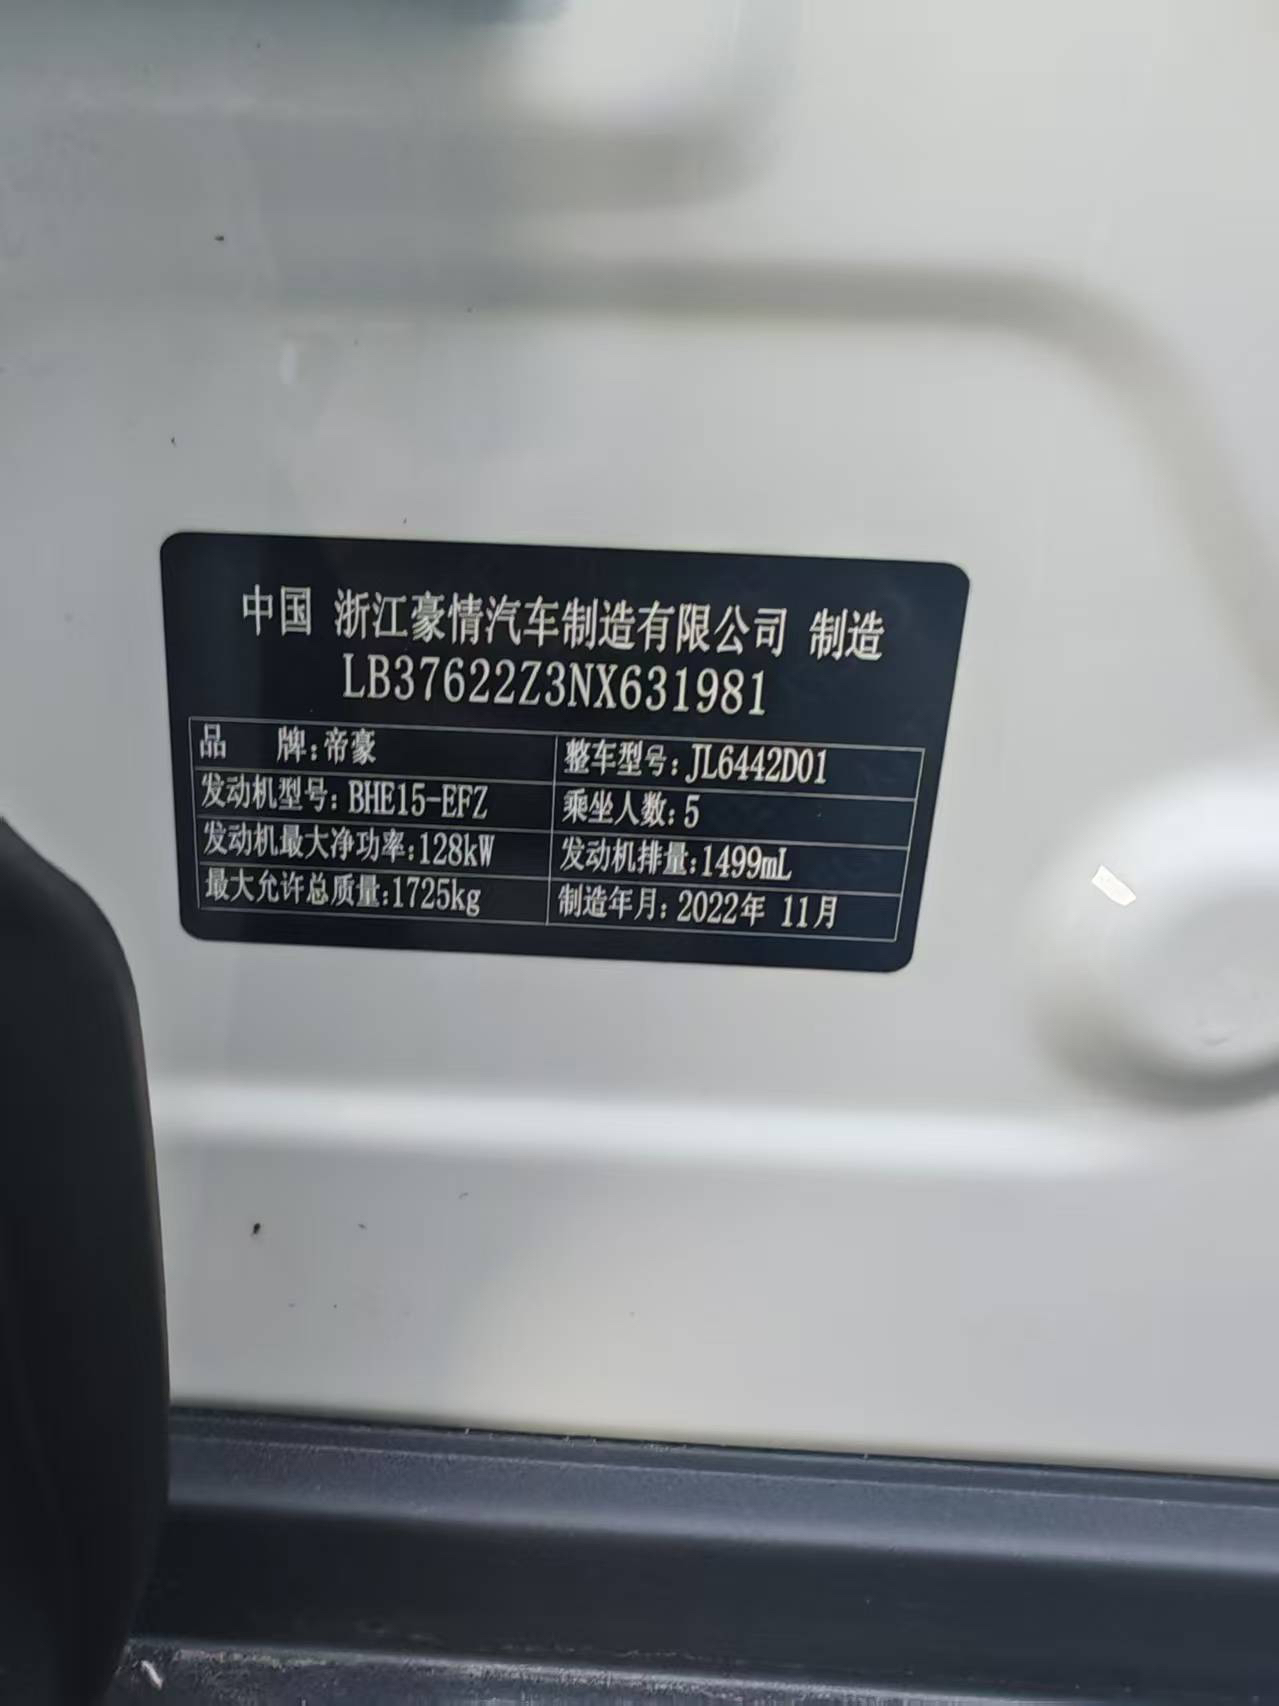 中国 浙江豪情汽车制造有限公司 制造
LB37622Z3NX631981
品 牌:帝豪 整车型号:JL6442D01
发动机型号:BHE15-EFZ 乘坐人数:5
发动机最大净功率:128kW 发动机排量:1499mL
最大允许总质量:1725kg 制造年月:2022年 11月